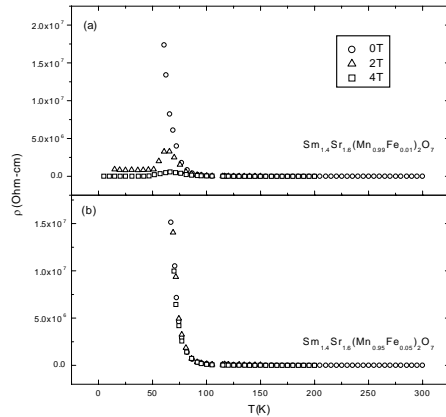 (a)
○ 0T
△ 2T
□ 4T
2.0x10⁷
1.5x10⁷
1.0x10⁷
5.0x10⁶
0.0
Sm₁.₄Sr₁.₆(Mn₀.₉₉Fe₀.₀₁)₂O₇
ρ (Ohm-cm)
(b)
1.5x10⁷
1.0x10⁷
5.0x10⁶
0.0
Sm₁.₄Sr₁.₆(Mn₀.₉₅Fe₀.₀₅)₂O₇
0 50 100 150 200 250 300
T(K)